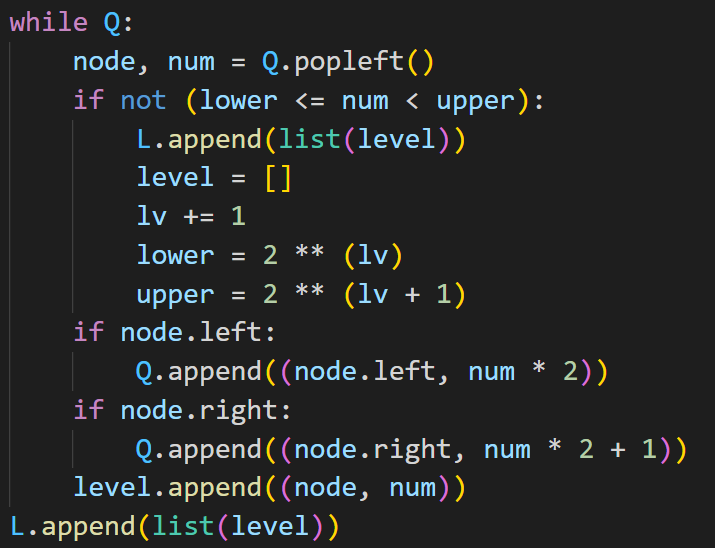 while Q:
    node, num = Q.popleft()
    if not (lower <= num < upper):
        L.append(list(level))
        level = []
        lv += 1
        lower = 2 ** (lv)
        upper = 2 ** (lv + 1)
    if node.left:
        Q.append((node.left, num * 2))
    if node.right:
        Q.append((node.right, num * 2 + 1))
    level.append((node, num))
L.append(list(level))